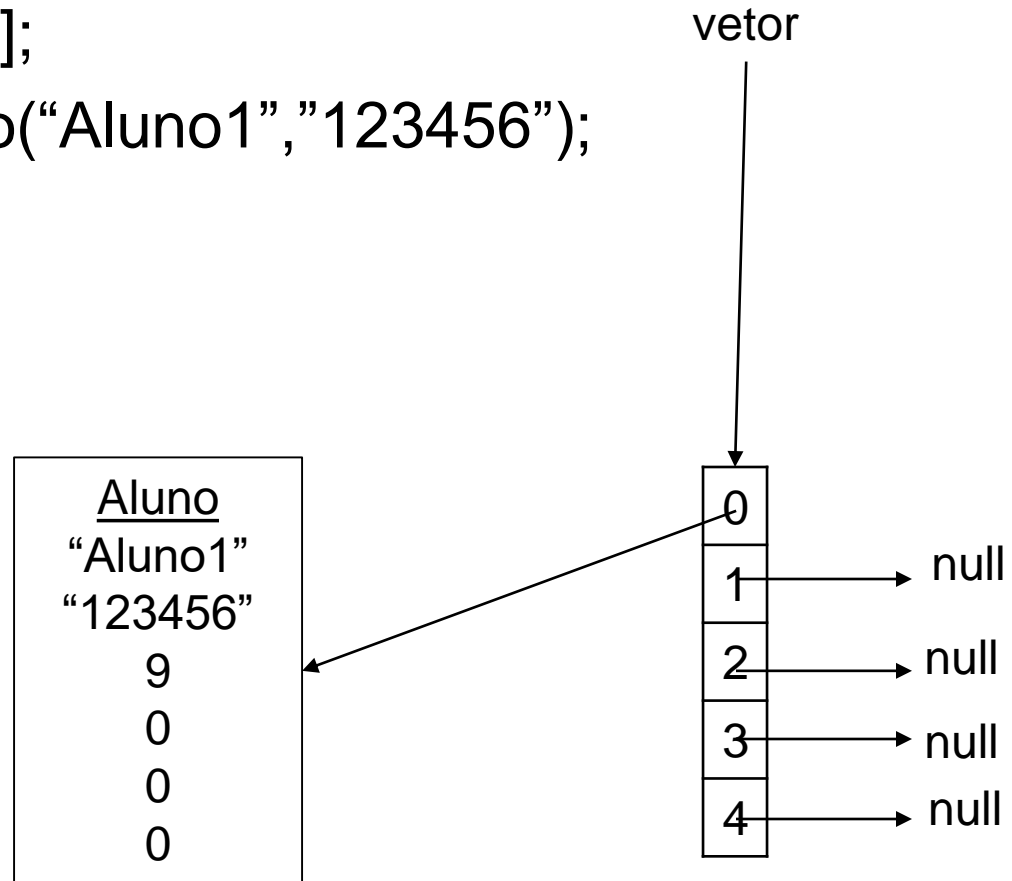 ];
vetor
o(“Aluno1”,”123456”);
Aluno
“Aluno1”
“123456”
9
0
0
0
0
1
2
3
4
null
null
null
null